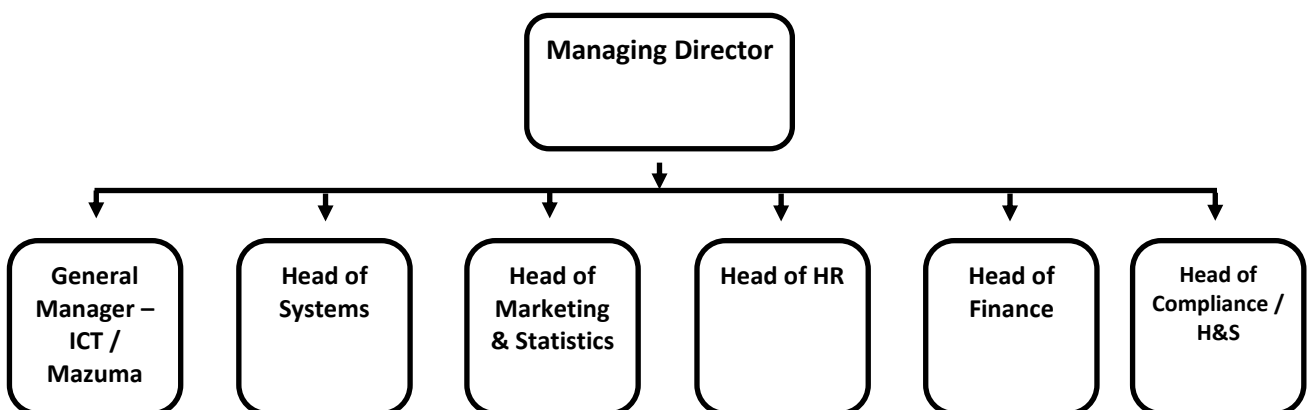 Managing Director
General
Manager –
ICT /
Mazuma
Head of
Systems
Head of
Marketing
& Statistics
Head of HR
Head of
Finance
Head of
Compliance /
H&S